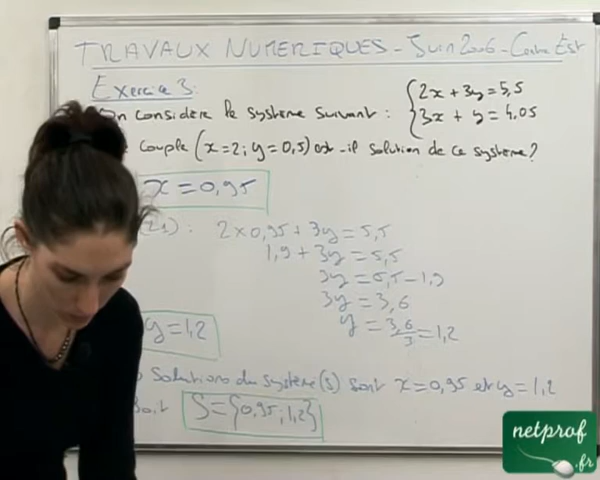 TRAVAUX NUMERIQUES - Juin 2006 - Centre Est
Exercice 3:
On considère le système suivant : { 2x + 3y = 5,5
3x + y = 4,05
couple (x=2; y=0,5) est-il solution de ce système?
x = 0,95
(L1): 2×0,95 + 3y = 5,5
1,9 + 3y = 5,5
3y = 5,5 - 1,9
3y = 3,6
y = 3,6/3 = 1,2
y = 1,2
Solutions du système (S) sont x=0,95 et y=1,2
Soit S={0,95;1,2}
netprof
.fr